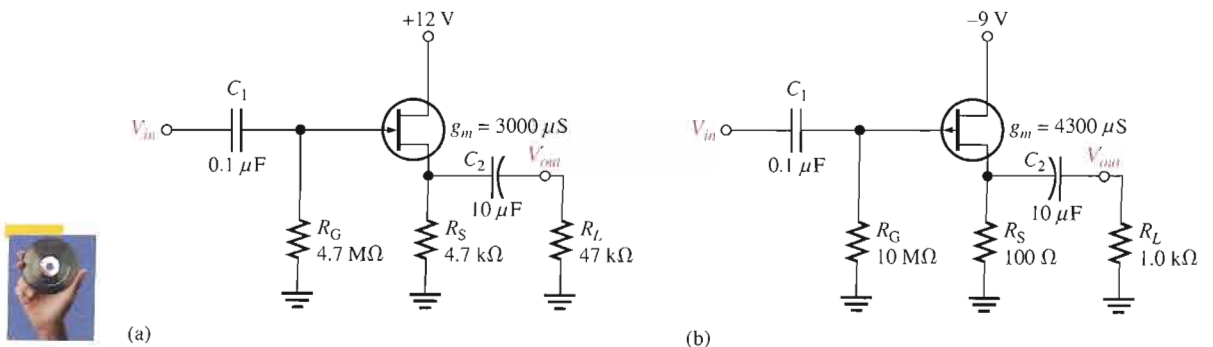 +12 V
C1
Vin
0.1 μF
gm = 3000 μS
C2
Vout
10 μF
RG
4.7 MΩ
RS
4.7 kΩ
RL
47 kΩ
(a)
–9 V
C1
Vin
0.1 μF
gm = 4300 μS
C2
Vout
10 μF
RG
10 MΩ
RS
100 Ω
RL
1.0 kΩ
(b)